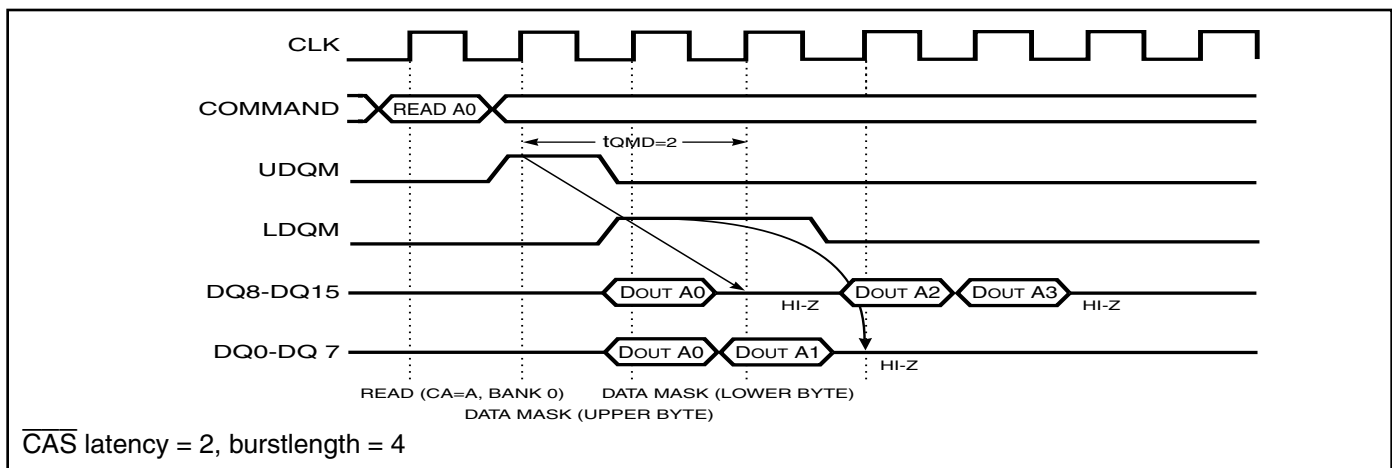 CLK
COMMAND
READ A0
tQMD=2
UDQM
LDQM
DQ8-DQ15
DOUT A0
HI-Z
DOUT A2
DOUT A3
HI-Z
DQ0-DQ 7
DOUT A0
DOUT A1
HI-Z
READ (CA=A, BANK 0)
DATA MASK (LOWER BYTE)
DATA MASK (UPPER BYTE)
CAS latency = 2, burstlength = 4